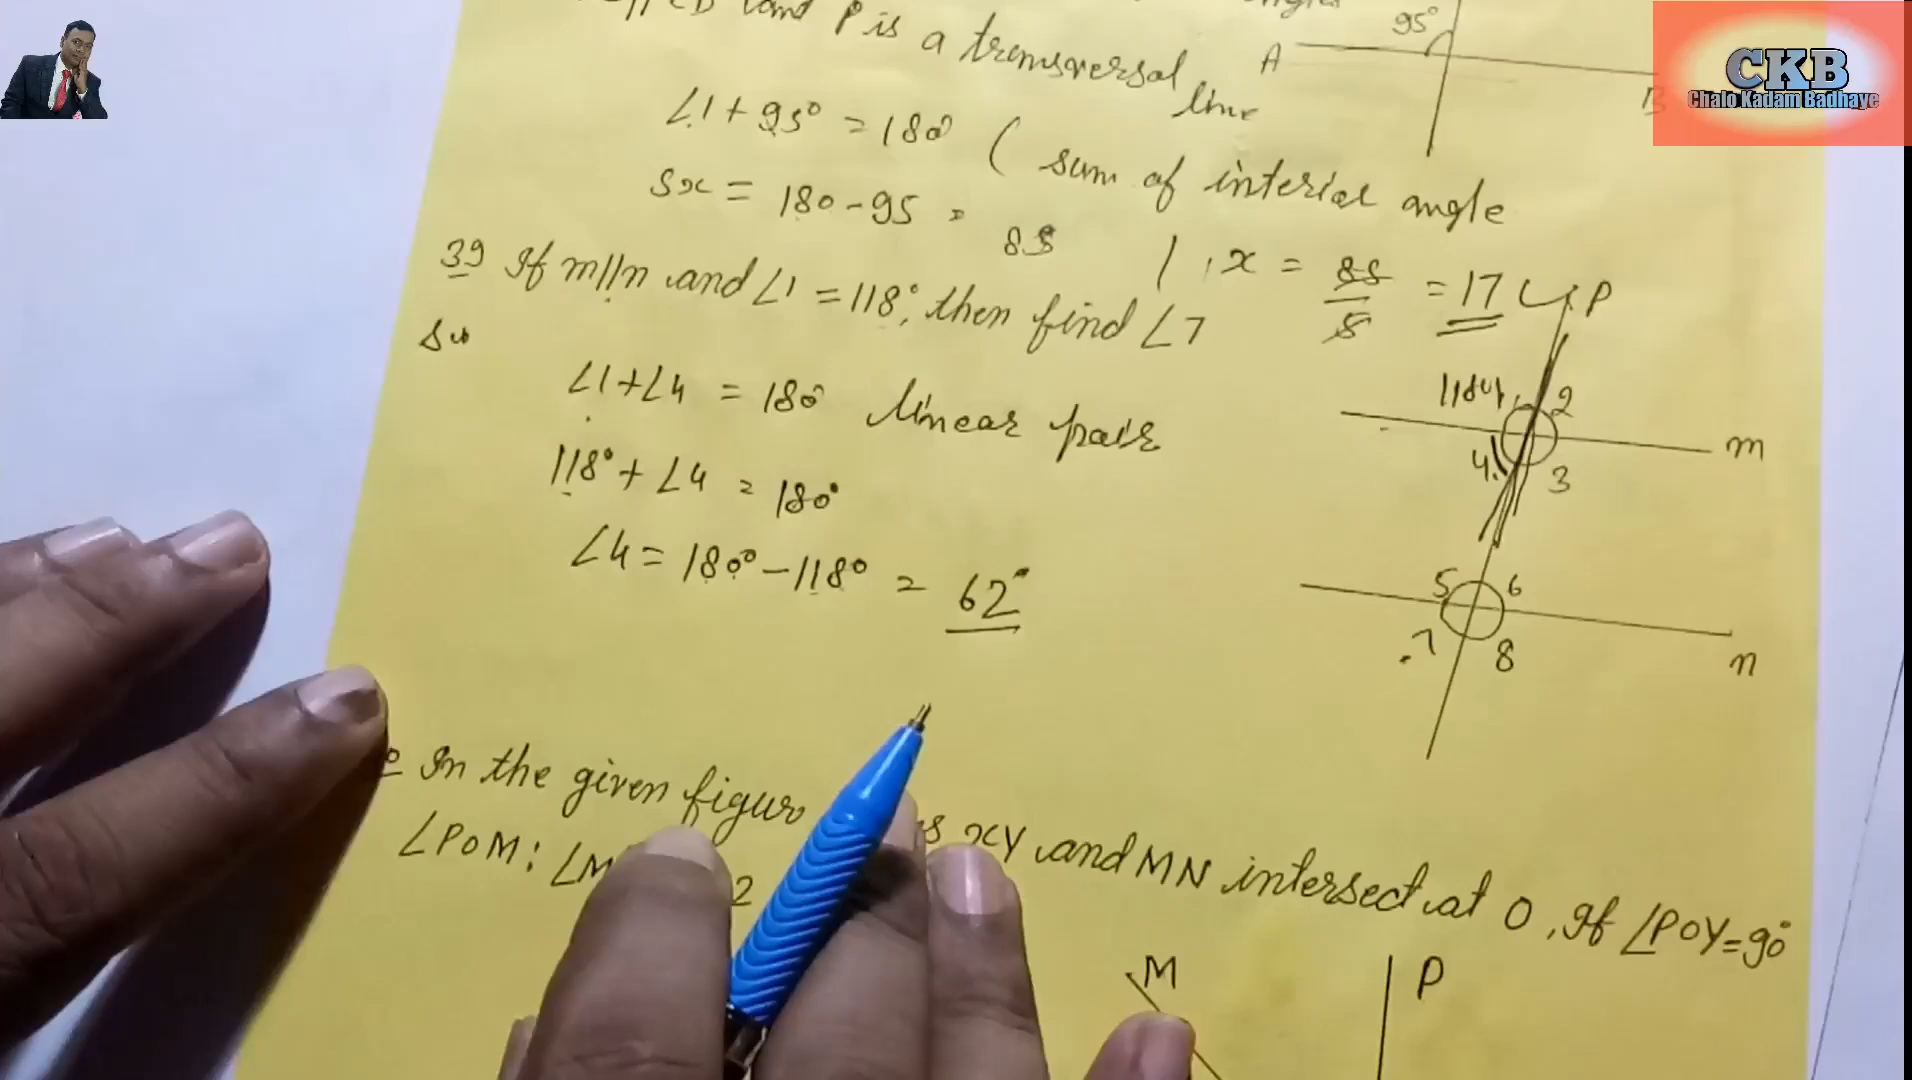 CD and P is a transversal line
∠1 + 95° = 180 ( sum of interior angle
5x = 180 - 95 = 85 / , x = 85/5 = 17
39 If m||n and ∠1 = 118°, then find ∠7
∠1 + ∠4 = 180 linear pair
118° + ∠4 = 180°
∠4 = 180° - 118° = 62°
In the given figure XY and MN intersect at O, If ∠POY = 90°
∠POM : ∠M 2
95°
A
B
P
118° 1 2
m
4 3
5 6
7 8
n
M P
CKB
Chalo Kadam Badhaye